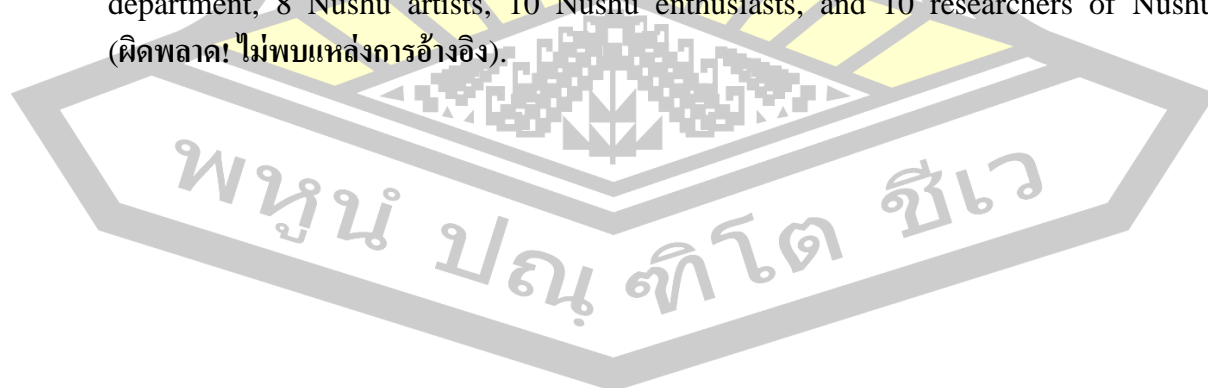 department, 8 Nushu artists, 10 Nushu enthusiasts, and 10 researchers of Nushu
(ผิดพลาด! ไม่พบแหล่งการอ้างอิง).
พหูนํ ปณฺฑิโต ชีเว